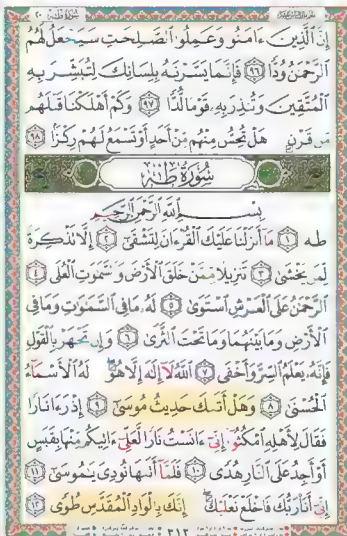 إِنَّ ٱلَّذِينَ ءَامَنُوا۟ وَعَمِلُوا۟ ٱلصَّـٰلِحَـٰتِ سَيَجْعَلُ لَهُمُ
ٱلرَّحْمَـٰنُ وُدًّا ٩٦ فَإِنَّمَا يَسَّرْنَـٰهُ بِلِسَانِكَ لِتُبَشِّرَ بِهِ
ٱلْمُتَّقِينَ وَتُنذِرَ بِهِۦ قَوْمًا لُّدًّا ٩٧ وَكَمْ أَهْلَكْنَا قَبْلَهُم
مِّن قَرْنٍ هَلْ تُحِسُّ مِنْهُم مِّنْ أَحَدٍ أَوْ تَسْمَعُ لَهُمْ رِكْزًا ٩٨
سُورَةُ طه
بِسْمِ ٱللَّهِ ٱلرَّحْمَـٰنِ ٱلرَّحِيمِ
طه ١ مَآ أَنزَلْنَا عَلَيْكَ ٱلْقُرْءَانَ لِتَشْقَىٰٓ ٢ إِلَّا تَذْكِرَةً
لِّمَن يَخْشَىٰ ٣ تَنزِيلًا مِّمَّنْ خَلَقَ ٱلْأَرْضَ وَٱلسَّمَـٰوَٰتِ ٱلْعُلَى ٤
ٱلرَّحْمَـٰنُ عَلَى ٱلْعَرْشِ ٱسْتَوَىٰ ٥ لَهُۥ مَا فِى ٱلسَّمَـٰوَٰتِ وَمَا فِى
ٱلْأَرْضِ وَمَا بَيْنَهُمَا وَمَا تَحْتَ ٱلثَّرَىٰ ٦ وَإِن تَجْهَرْ بِٱلْقَوْلِ
فَإِنَّهُۥ يَعْلَمُ ٱلسِّرَّ وَأَخْفَى ٧ ٱللَّهُ لَآ إِلَـٰهَ إِلَّا هُوَ لَهُ ٱلْأَسْمَآءُ
ٱلْحُسْنَىٰ ٨ وَهَلْ أَتَىٰكَ حَدِيثُ مُوسَىٰٓ ٩ إِذْ رَءَا نَارًا
فَقَالَ لِأَهْلِهِ ٱمْكُثُوٓا۟ إِنِّىٓ ءَانَسْتُ نَارًا لَّعَلِّىٓ ءَاتِيكُم مِّنْهَا بِقَبَسٍ
أَوْ أَجِدُ عَلَى ٱلنَّارِ هُدًى ١٠ فَلَمَّآ أَتَىٰهَا نُودِىَ يَـٰمُوسَىٰٓ ١١
إِنِّىٓ أَنَا۠ رَبُّكَ فَٱخْلَعْ نَعْلَيْكَ إِنَّكَ بِٱلْوَادِ ٱلْمُقَدَّسِ طُوًى ١٢
٣١٢